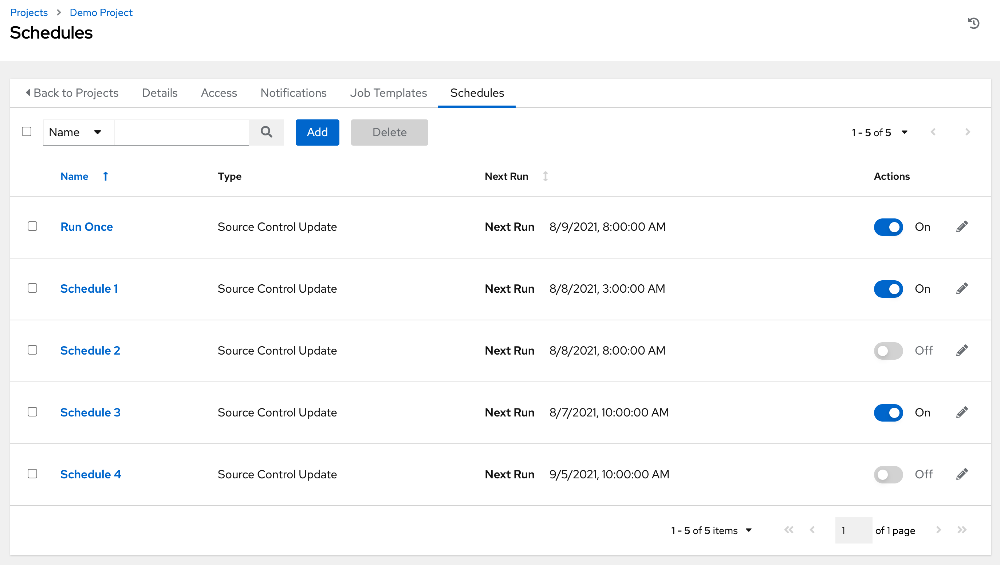 Projects Demo Project
Schedules
Back to Projects Details Access Notifications Job Templates Schedules
Name Add Delete 1 - 5 of 5
Name Type Next Run Actions
Run Once Source Control Update Next Run 8/9/2021, 8:00:00 AM On
Schedule 1 Source Control Update Next Run 8/8/2021, 3:00:00 AM On
Schedule 2 Source Control Update Next Run 8/8/2021, 8:00:00 AM Off
Schedule 3 Source Control Update Next Run 8/7/2021, 10:00:00 AM On
Schedule 4 Source Control Update Next Run 9/5/2021, 10:00:00 AM Off
1 - 5 of 5 items 1 of 1 page